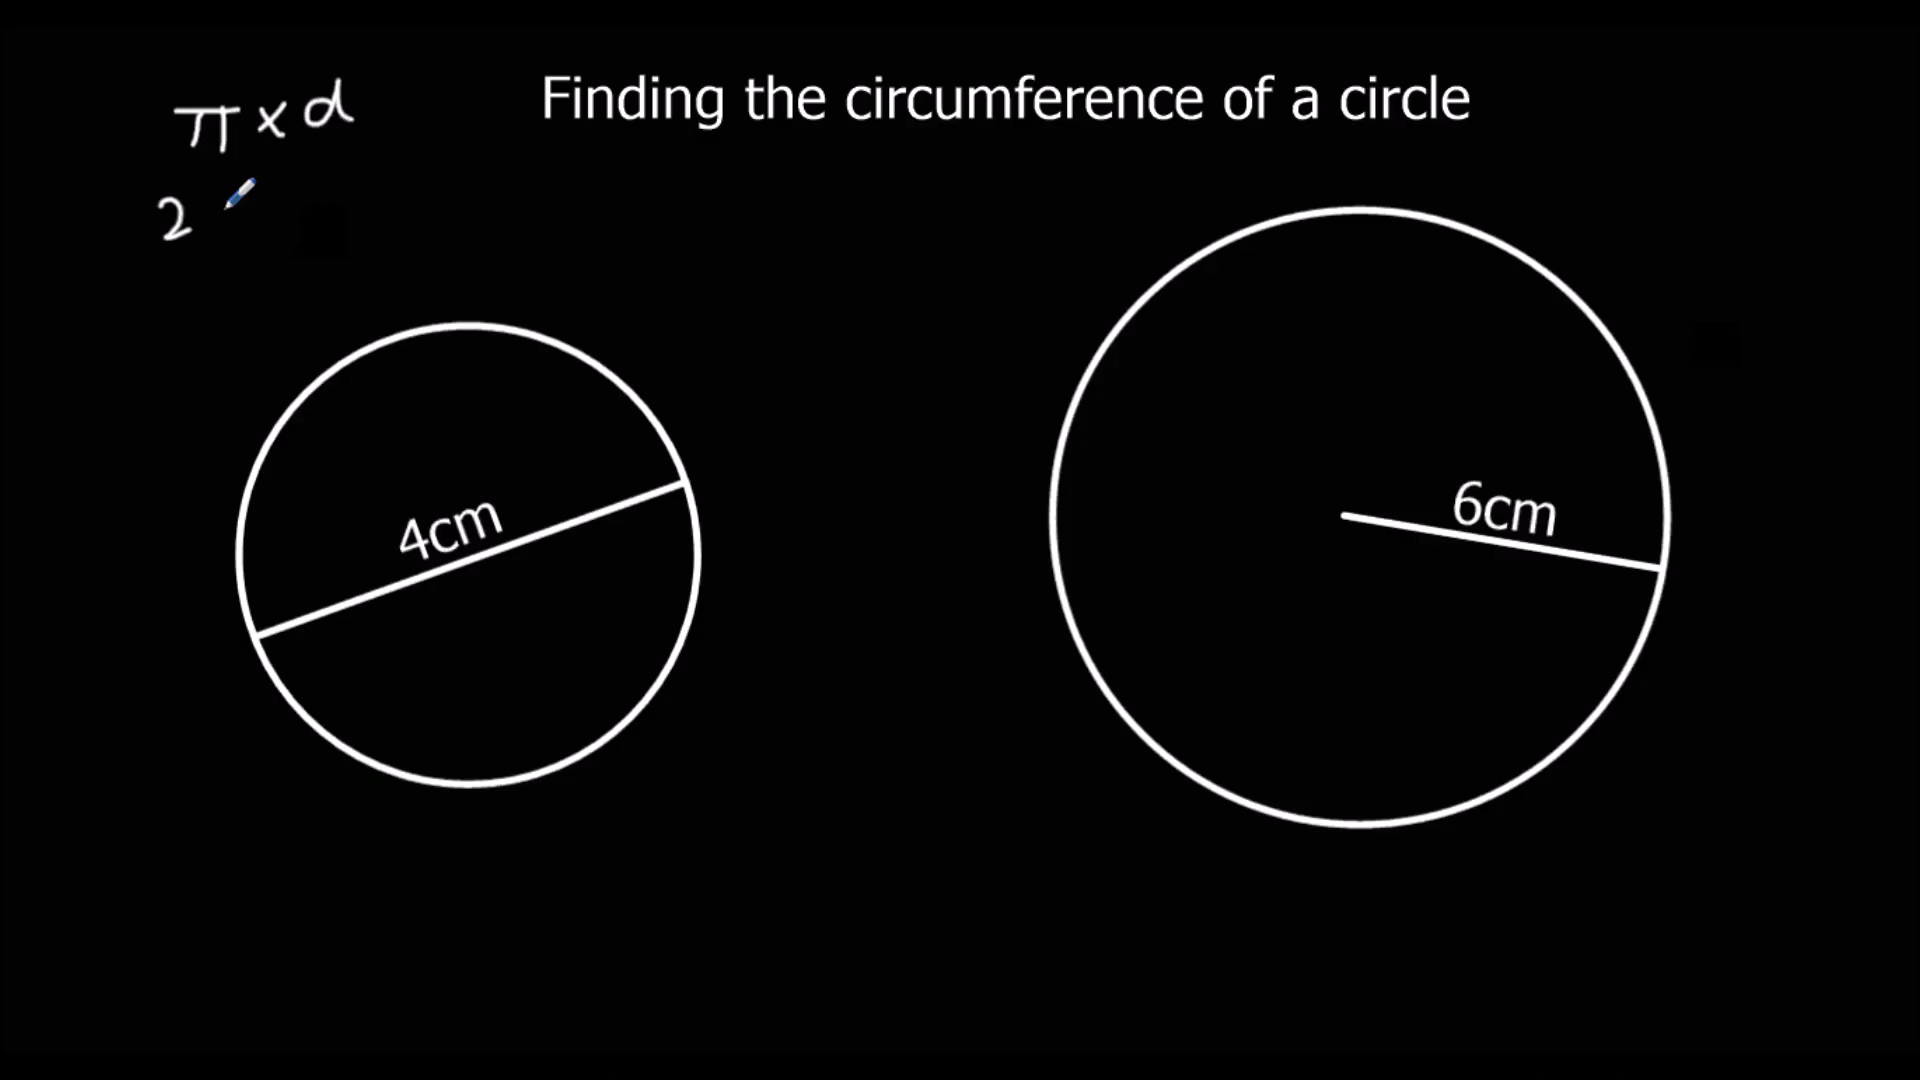 π × d
Finding the circumference of a circle
2
4cm
6cm